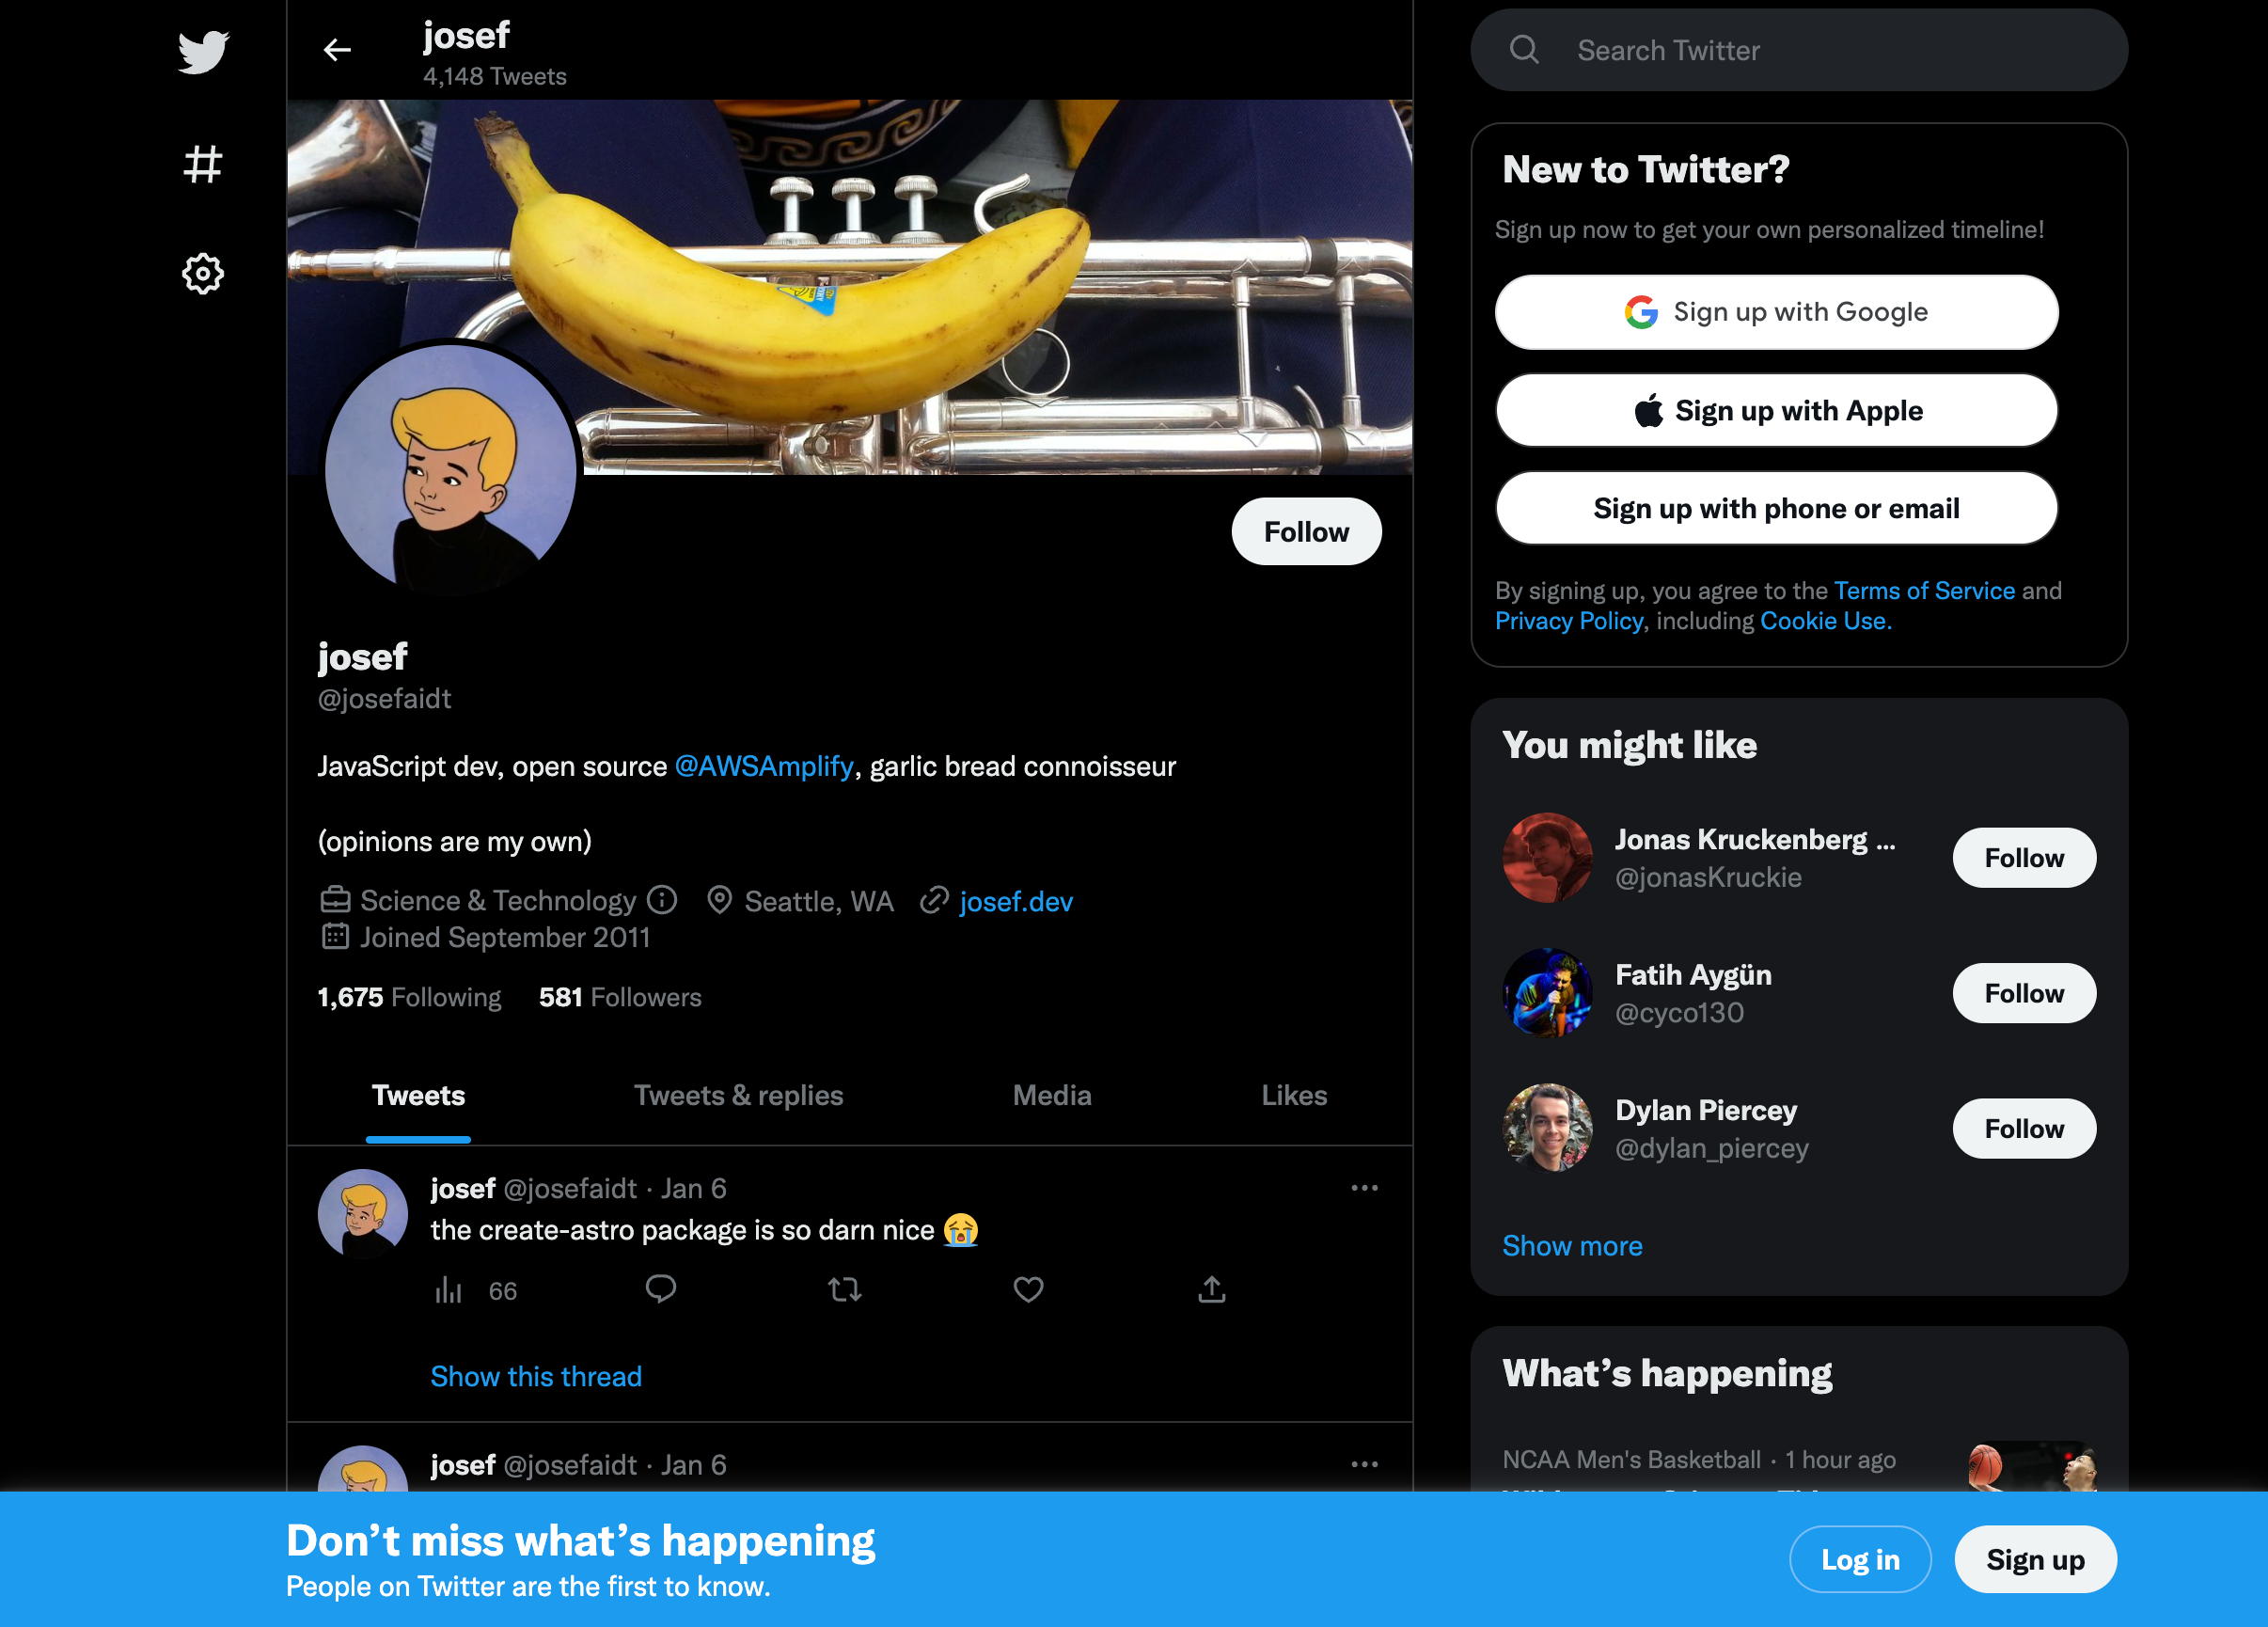 josef
4,148 Tweets
Follow
josef
@josefaidt
JavaScript dev, open source @AWSAmplify, garlic bread connoisseur
(opinions are my own)
Science & Technology Seattle, WA josef.dev
Joined September 2011
1,675 Following 581 Followers
Tweets Tweets & replies Media Likes
josef @josefaidt · Jan 6
the create-astro package is so darn nice 😭
66
Show this thread
josef @josefaidt · Jan 6
Search Twitter
New to Twitter?
Sign up now to get your own personalized timeline!
Sign up with Google
Sign up with Apple
Sign up with phone or email
By signing up, you agree to the Terms of Service and
Privacy Policy, including Cookie Use.
You might like
Jonas Kruckenberg ...
@jonasKruckie
Follow
Fatih Aygün
@cyco130
Follow
Dylan Piercey
@dylan_piercey
Follow
Show more
What's happening
NCAA Men's Basketball · 1 hour ago
Don't miss what's happening
People on Twitter are the first to know.
Log in
Sign up